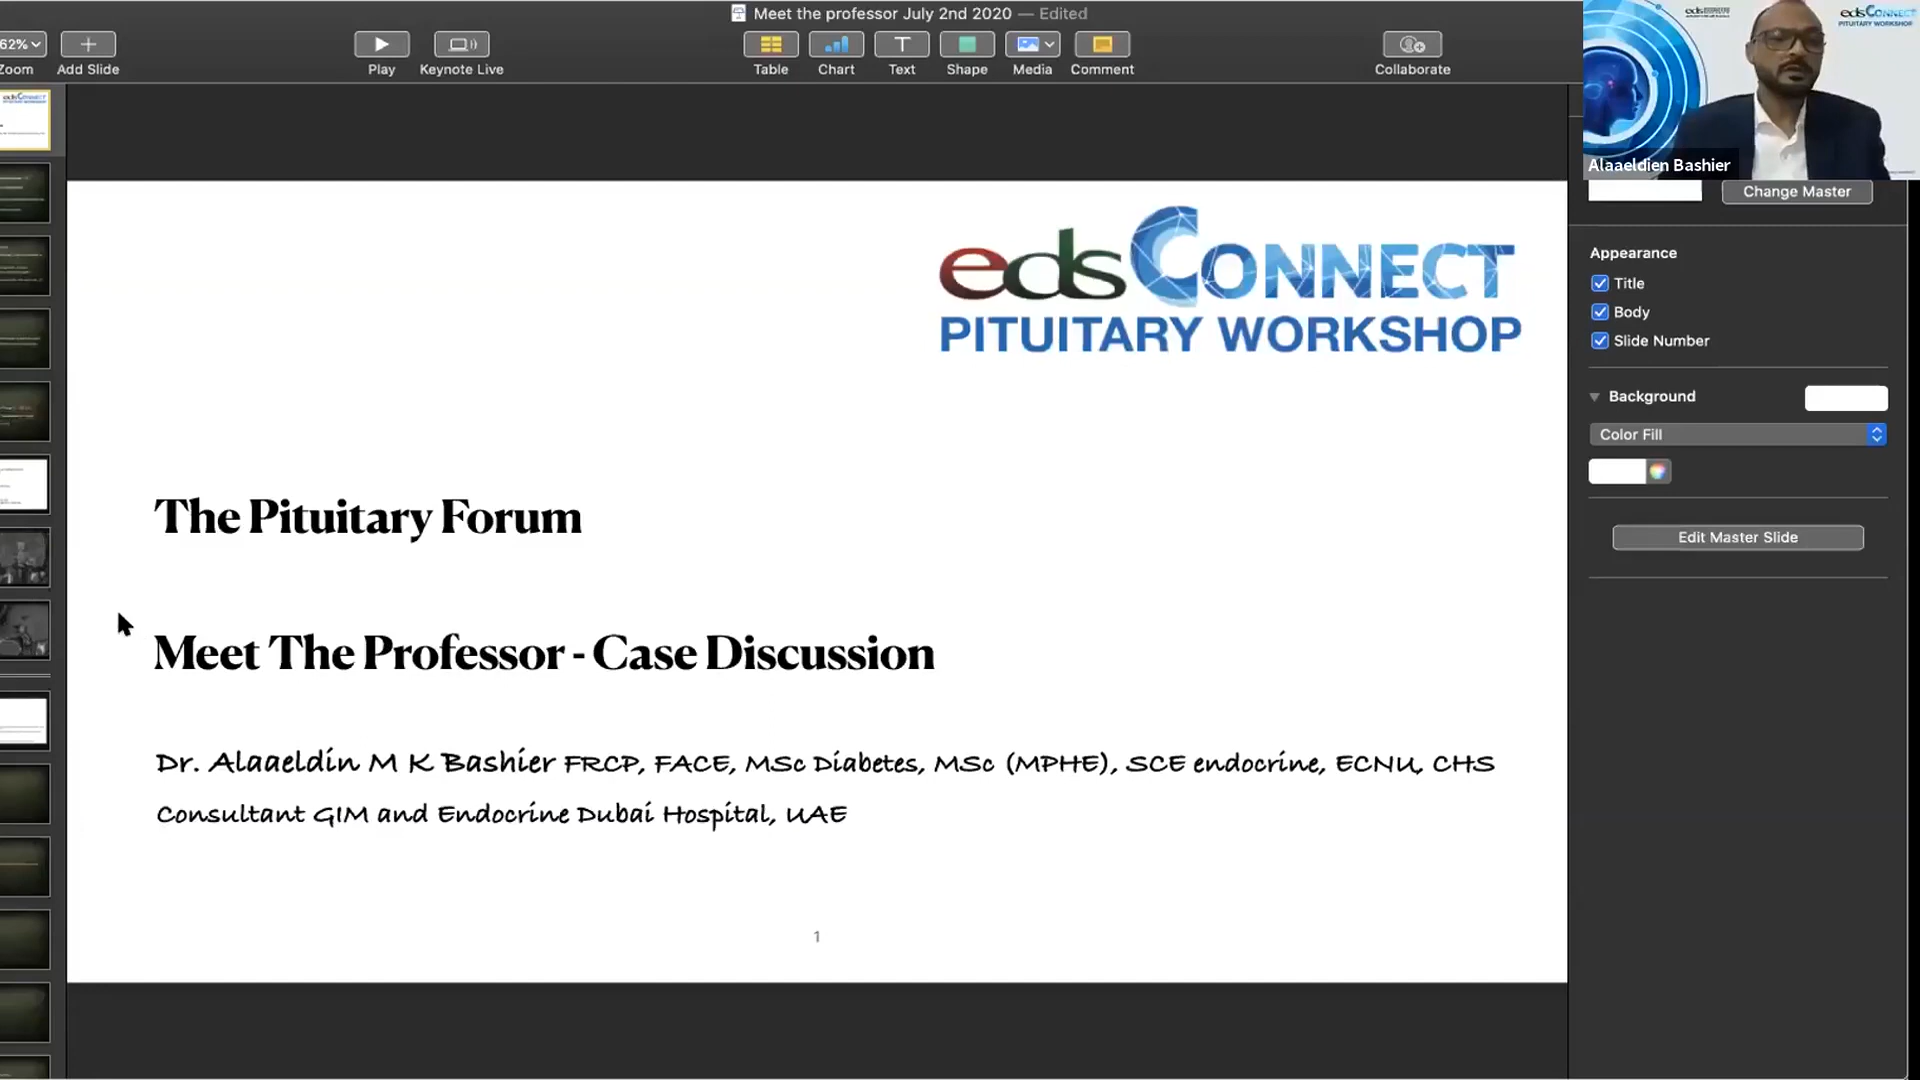 Meet the professor July 2nd 2020 — Edited
62%
Zoom
Add Slide
Play
Keynote Live
Table
Chart
Text
Shape
Media
Comment
Collaborate
edsCONNECT
PITUITARY WORKSHOP
Alaaeldien Bashier
Change Master
Appearance
Title
Body
Slide Number
Background
Color Fill
Edit Master Slide
edsCONNECT
PITUITARY WORKSHOP
The Pituitary Forum
Meet The Professor - Case Discussion
Dr. Alaaeldin M K Bashier FRCP, FACE, MSc Diabetes, MSc (MPHE), SCE endocrine, ECNU, CHS
Consultant GIM and Endocrine Dubai Hospital, UAE
1